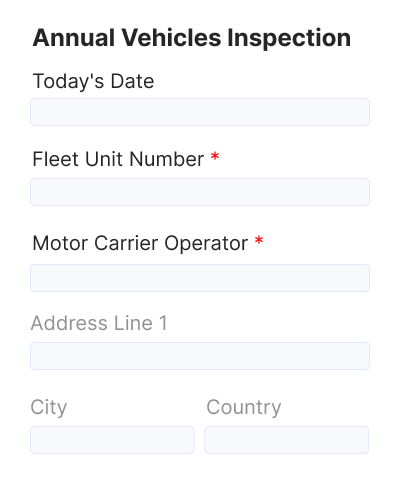 Annual Vehicles Inspection
Today's Date
Fleet Unit Number *
Motor Carrier Operator *
Address Line 1
City Country